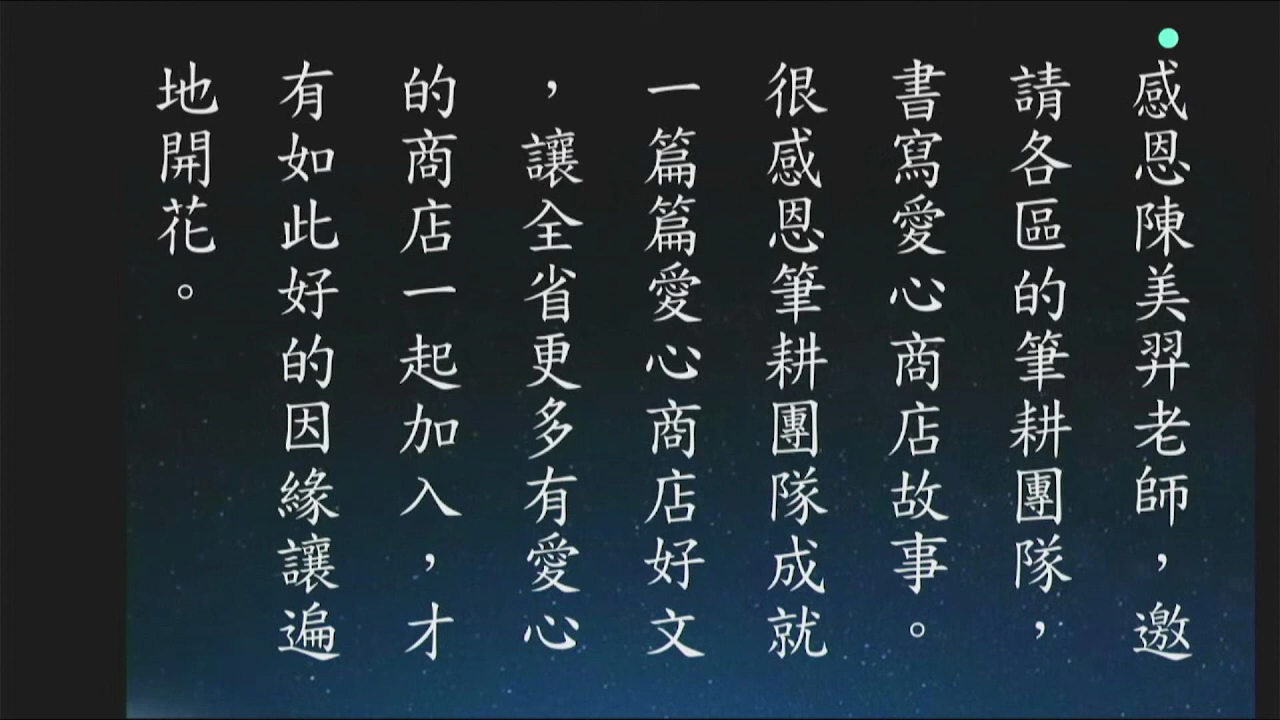 感恩陳美羿老師，邀
請各區的筆耕團隊，
書寫愛心商店故事。
很感恩筆耕團隊成就
一篇篇愛心商店好文
，讓全省更多有愛心
的商店一起加入，才
有如此好的因緣讓遍
地開花。